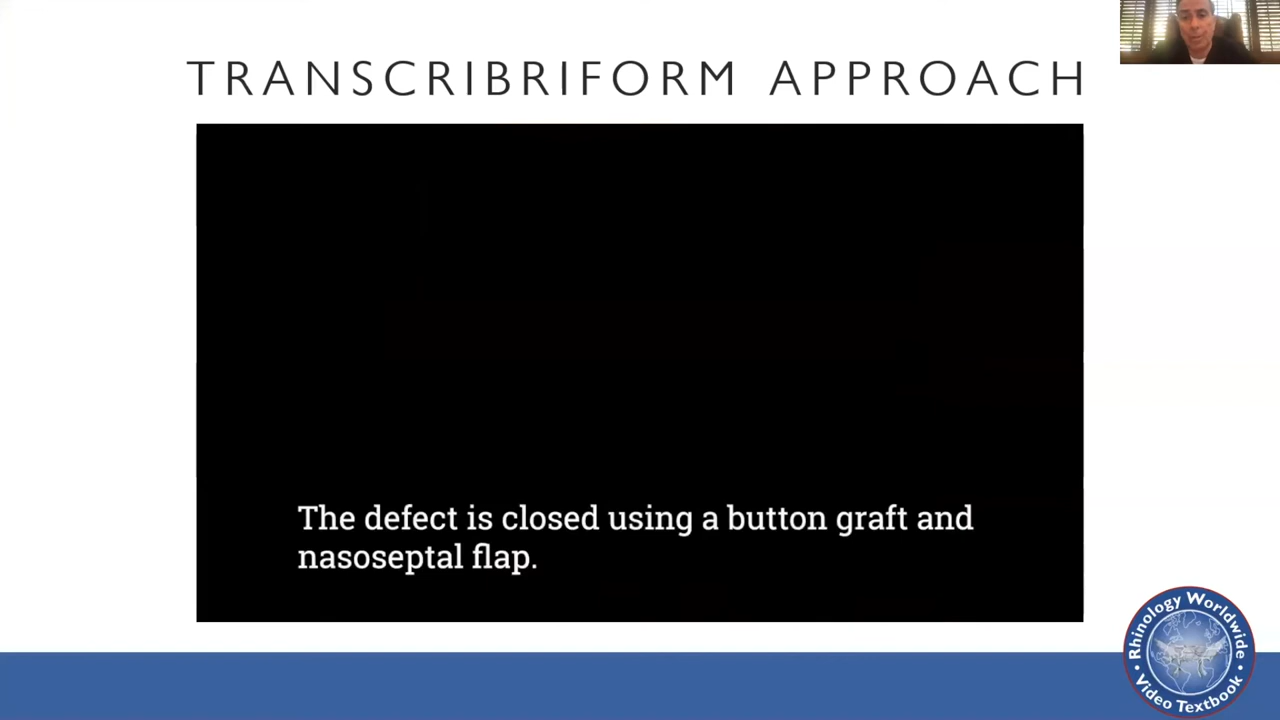 TRANSCRIBRIFORM APPROACH
The defect is closed using a button graft and
nasoseptal flap.
Rhinology Worldwide
• Video Textbook •